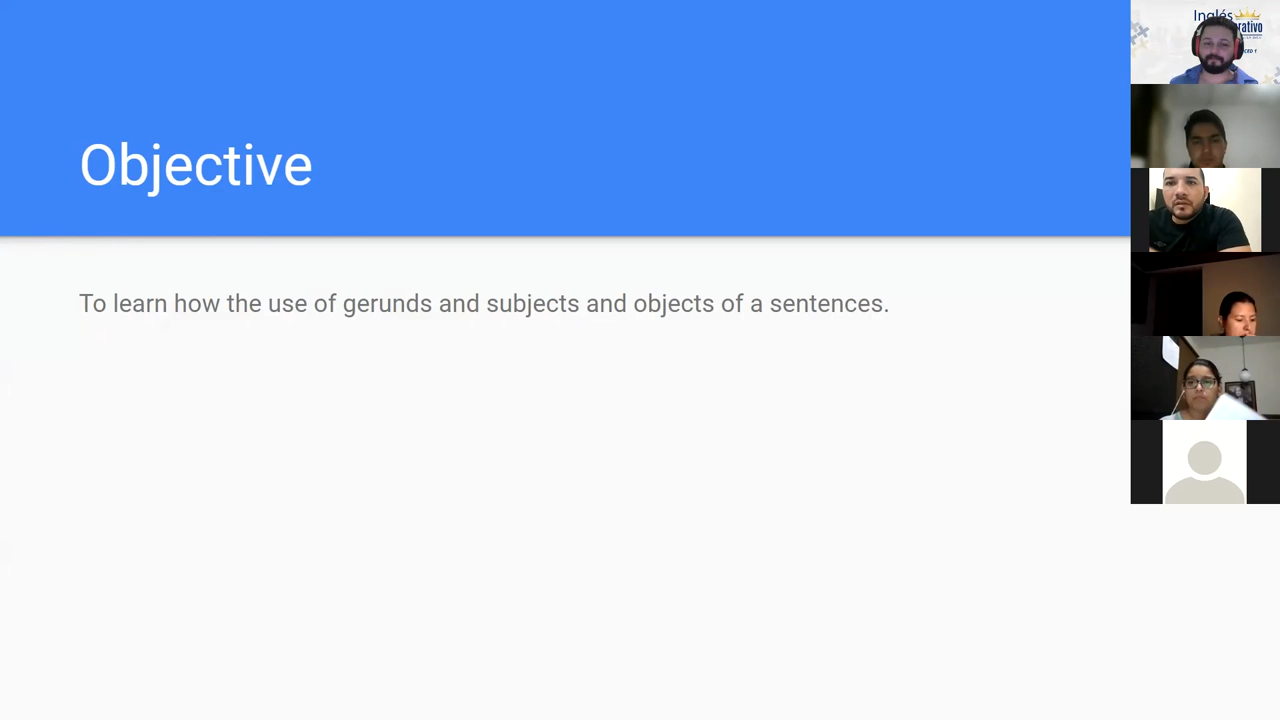 Objective
To learn how the use of gerunds and subjects and objects of a sentences.
Inglés